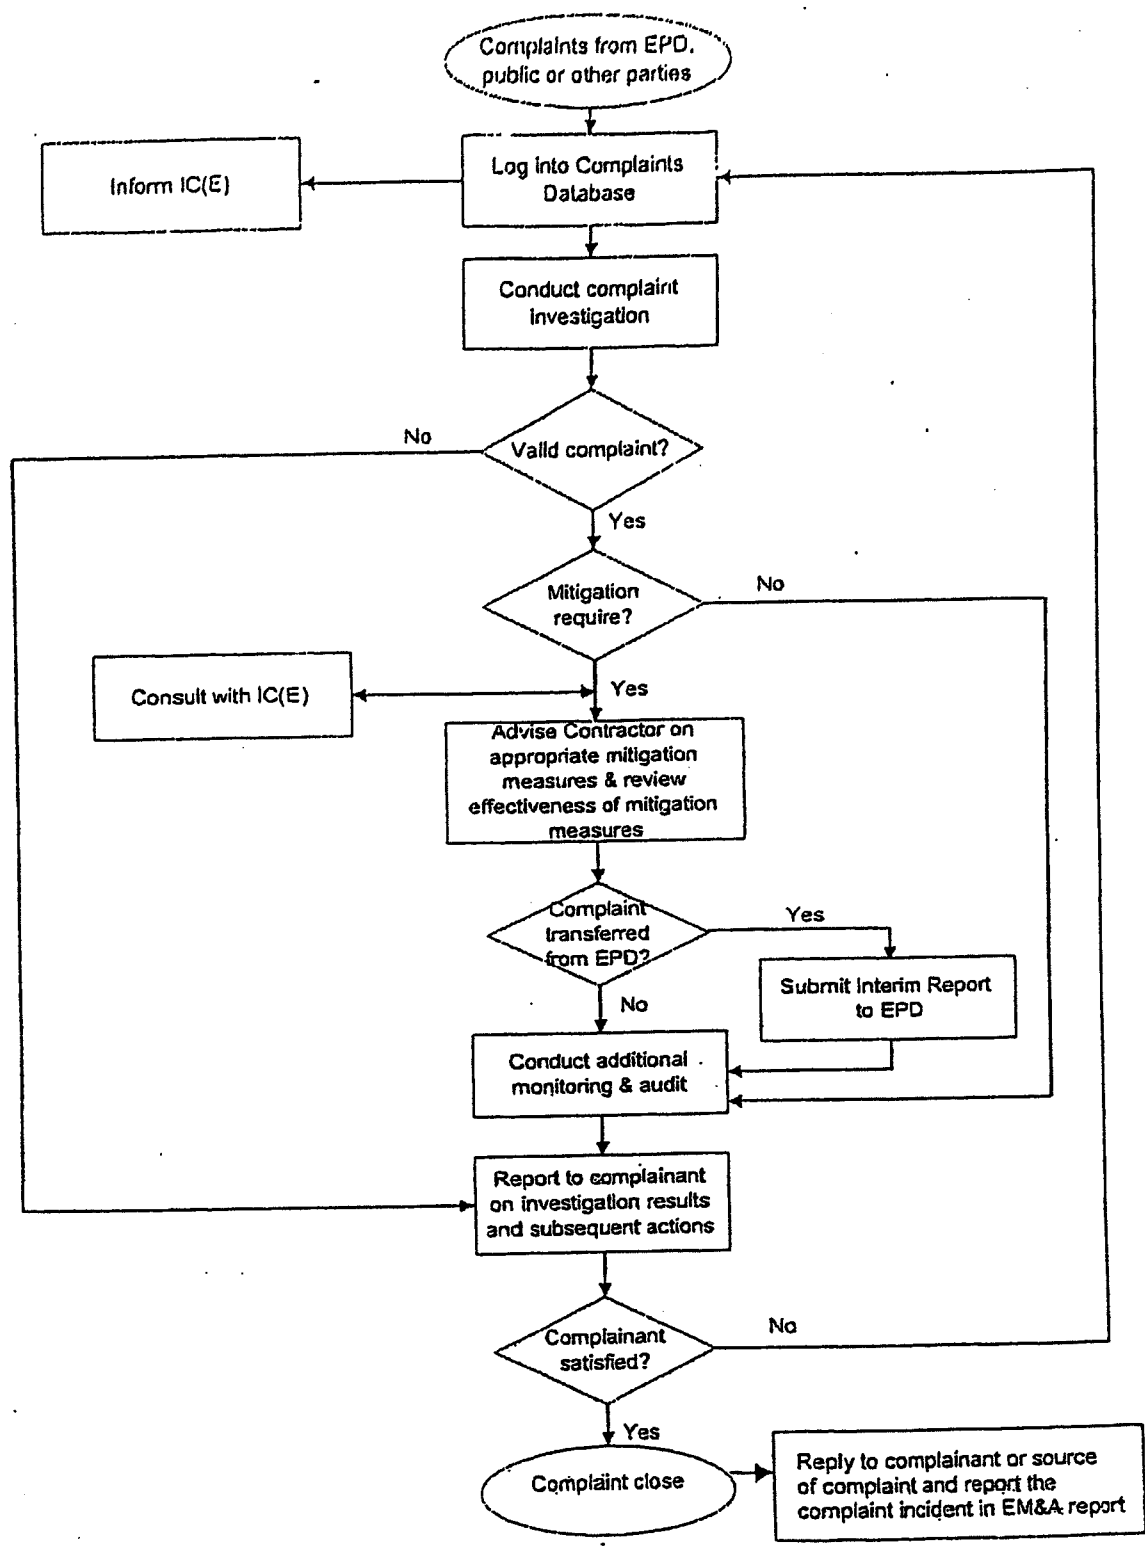 Complaints from EPD,
public or other parties
Log into Complaints
Database
Inform IC(E)
Conduct complaint
investigation
Valid complaint?
No
Yes
Mitigation
require?
No
Yes
Consult with IC(E)
Advise Contractor on
appropriate mitigation
measures & review
effectiveness of mitigation
measures
Complaint
transferred
from EPD?
Yes
No
Submit Interim Report
to EPD
Conduct additional
monitoring & audit
Report to complainant
on investigation results
and subsequent actions
Complainant
satisfied?
No
Yes
Complaint close
Reply to complainant or source
of complaint and report the
complaint incident in EM&A report